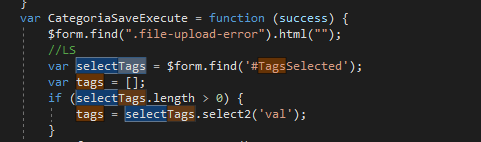 }
var CategoriaSaveExecute = function (success) {
$form.find(".file-upload-error").html("");
//LS
var selectTags = $form.find('#TagsSelected');
var tags = [];
if (selectTags.length > 0) {
tags = selectTags.select2('val');
}